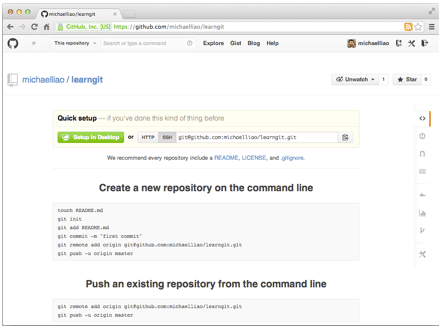 michaelliao/learngit
GitHub, Inc. [US] https://github.com/michaelliao/learngit
This repository
Search or type a command
Explore Gist Blog Help
michaelliao
michaelliao / learngit
Unwatch 1
Star 0
Quick setup — if you've done this kind of thing before
Setup in Desktop or HTTP SSH git@github.com:michaelliao/learngit.git
We recommend every repository include a README, LICENSE, and .gitignore.
Create a new repository on the command line
touch README.md
git init
git add README.md
git commit -m "first commit"
git remote add origin git@github.com:michaelliao/learngit.git
git push -u origin master
Push an existing repository from the command line
git remote add origin git@github.com:michaelliao/learngit.git
git push -u origin master